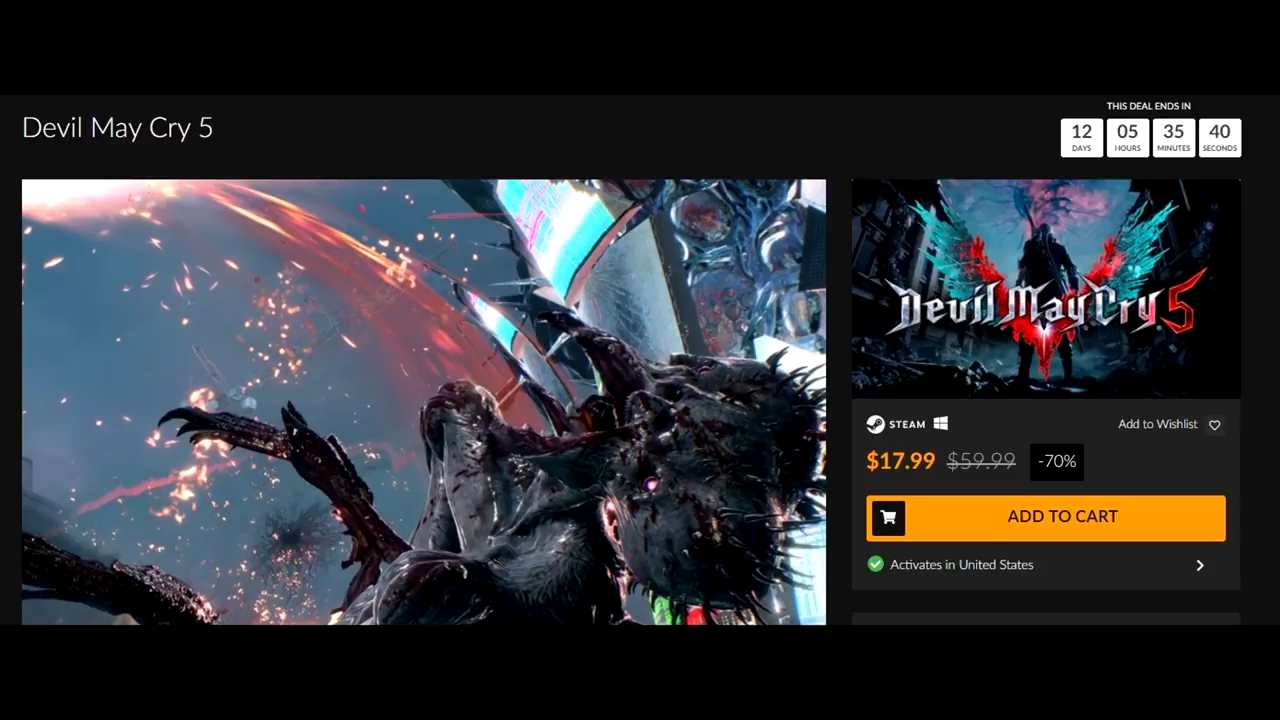 THIS DEAL ENDS IN
Devil May Cry 5
12 05 35 40
DAYS HOURS MINUTES SECONDS
Devil May Cry 5
STEAM
Add to Wishlist
$17.99 $59.99 -70%
ADD TO CART
Activates in United States